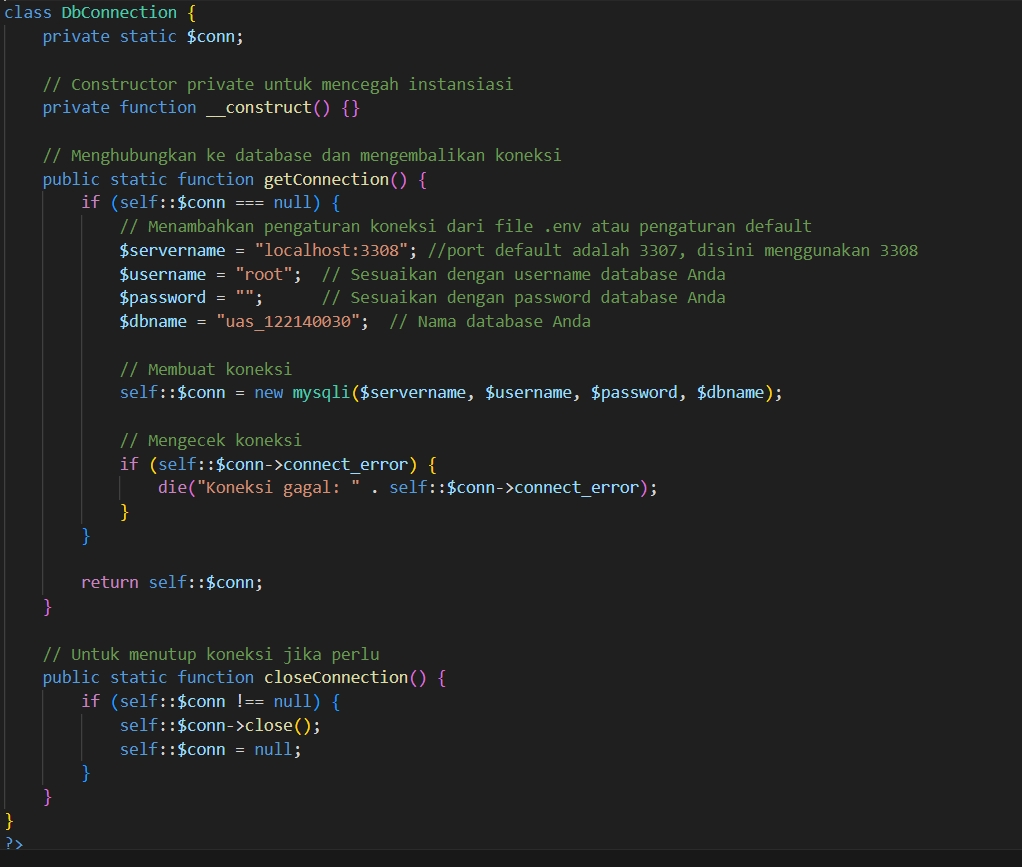 class DbConnection {
    private static $conn;

    // Constructor private untuk mencegah instansiasi
    private function __construct() {}

    // Menghubungkan ke database dan mengembalikan koneksi
    public static function getConnection() {
        if (self::$conn === null) {
            // Menambahkan pengaturan koneksi dari file .env atau pengaturan default
            $servername = "localhost:3308"; //port default adalah 3307, disini menggunakan 3308
            $username = "root";  // Sesuaikan dengan username database Anda
            $password = "";      // Sesuaikan dengan password database Anda
            $dbname = "uas_122140030";  // Nama database Anda

            // Membuat koneksi
            self::$conn = new mysqli($servername, $username, $password, $dbname);

            // Mengecek koneksi
            if (self::$conn->connect_error) {
                die("Koneksi gagal: " . self::$conn->connect_error);
            }
        }

        return self::$conn;
    }

    // Untuk menutup koneksi jika perlu
    public static function closeConnection() {
        if (self::$conn !== null) {
            self::$conn->close();
            self::$conn = null;
        }
    }
}
?>